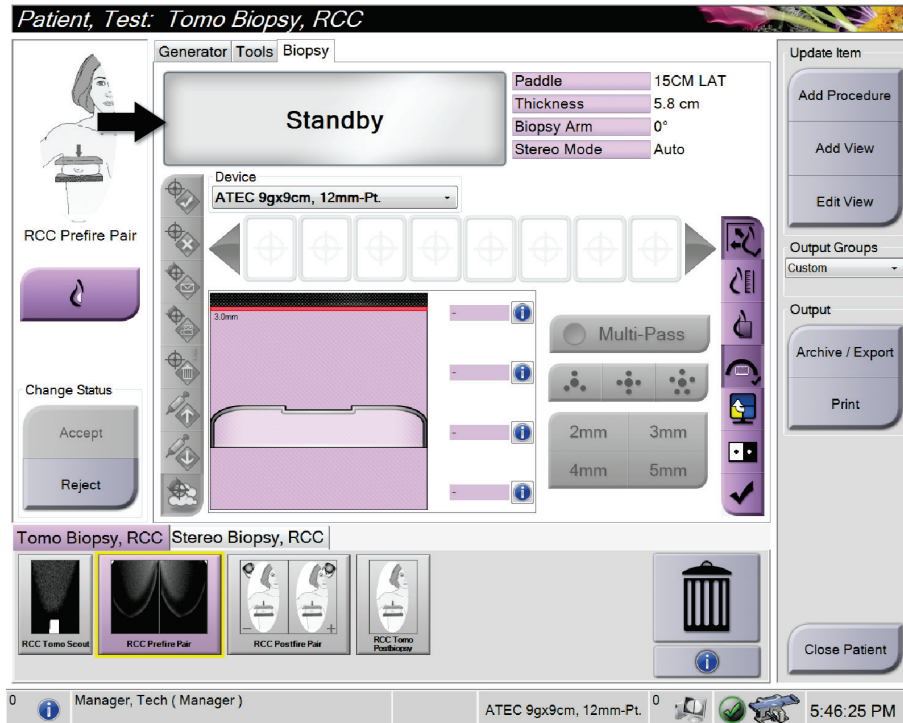 Patient, Test: Tomo Biopsy, RCC
Generator Tools Biopsy
Update Item
Standby
Paddle 15CM LAT
Thickness 5.8 cm
Biopsy Arm 0°
Stereo Mode Auto
Add Procedure
Add View
Edit View
Device
ATEC 9gx9cm, 12mm-Pt.
RCC Prefire Pair
Output Groups
Custom
Output
3.0mm
-
Multi-Pass
Archive / Export
-
Change Status
Print
Accept
-
2mm 3mm
4mm 5mm
Reject
-
Tomo Biopsy, RCC Stereo Biopsy, RCC
- +
RCC Tomo Scout
RCC Prefire Pair
RCC Postfire Pair
RCC Tomo
Postbiopsy
Close Patient
0 Manager, Tech ( Manager ) ATEC 9gx9cm, 12mm-Pt. 0 5:46:25 PM